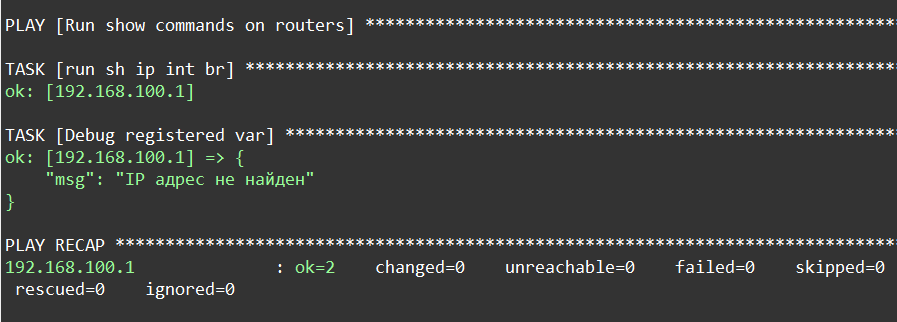 PLAY [Run show commands on routers] *****************************************************
TASK [run sh ip int br] *****************************************************************
ok: [192.168.100.1]
TASK [Debug registered var] *************************************************************
ok: [192.168.100.1] => {
    "msg": "IP адрес не найден"
}
PLAY RECAP ******************************************************************************
192.168.100.1              : ok=2    changed=0    unreachable=0    failed=0    skipped=0
 rescued=0    ignored=0